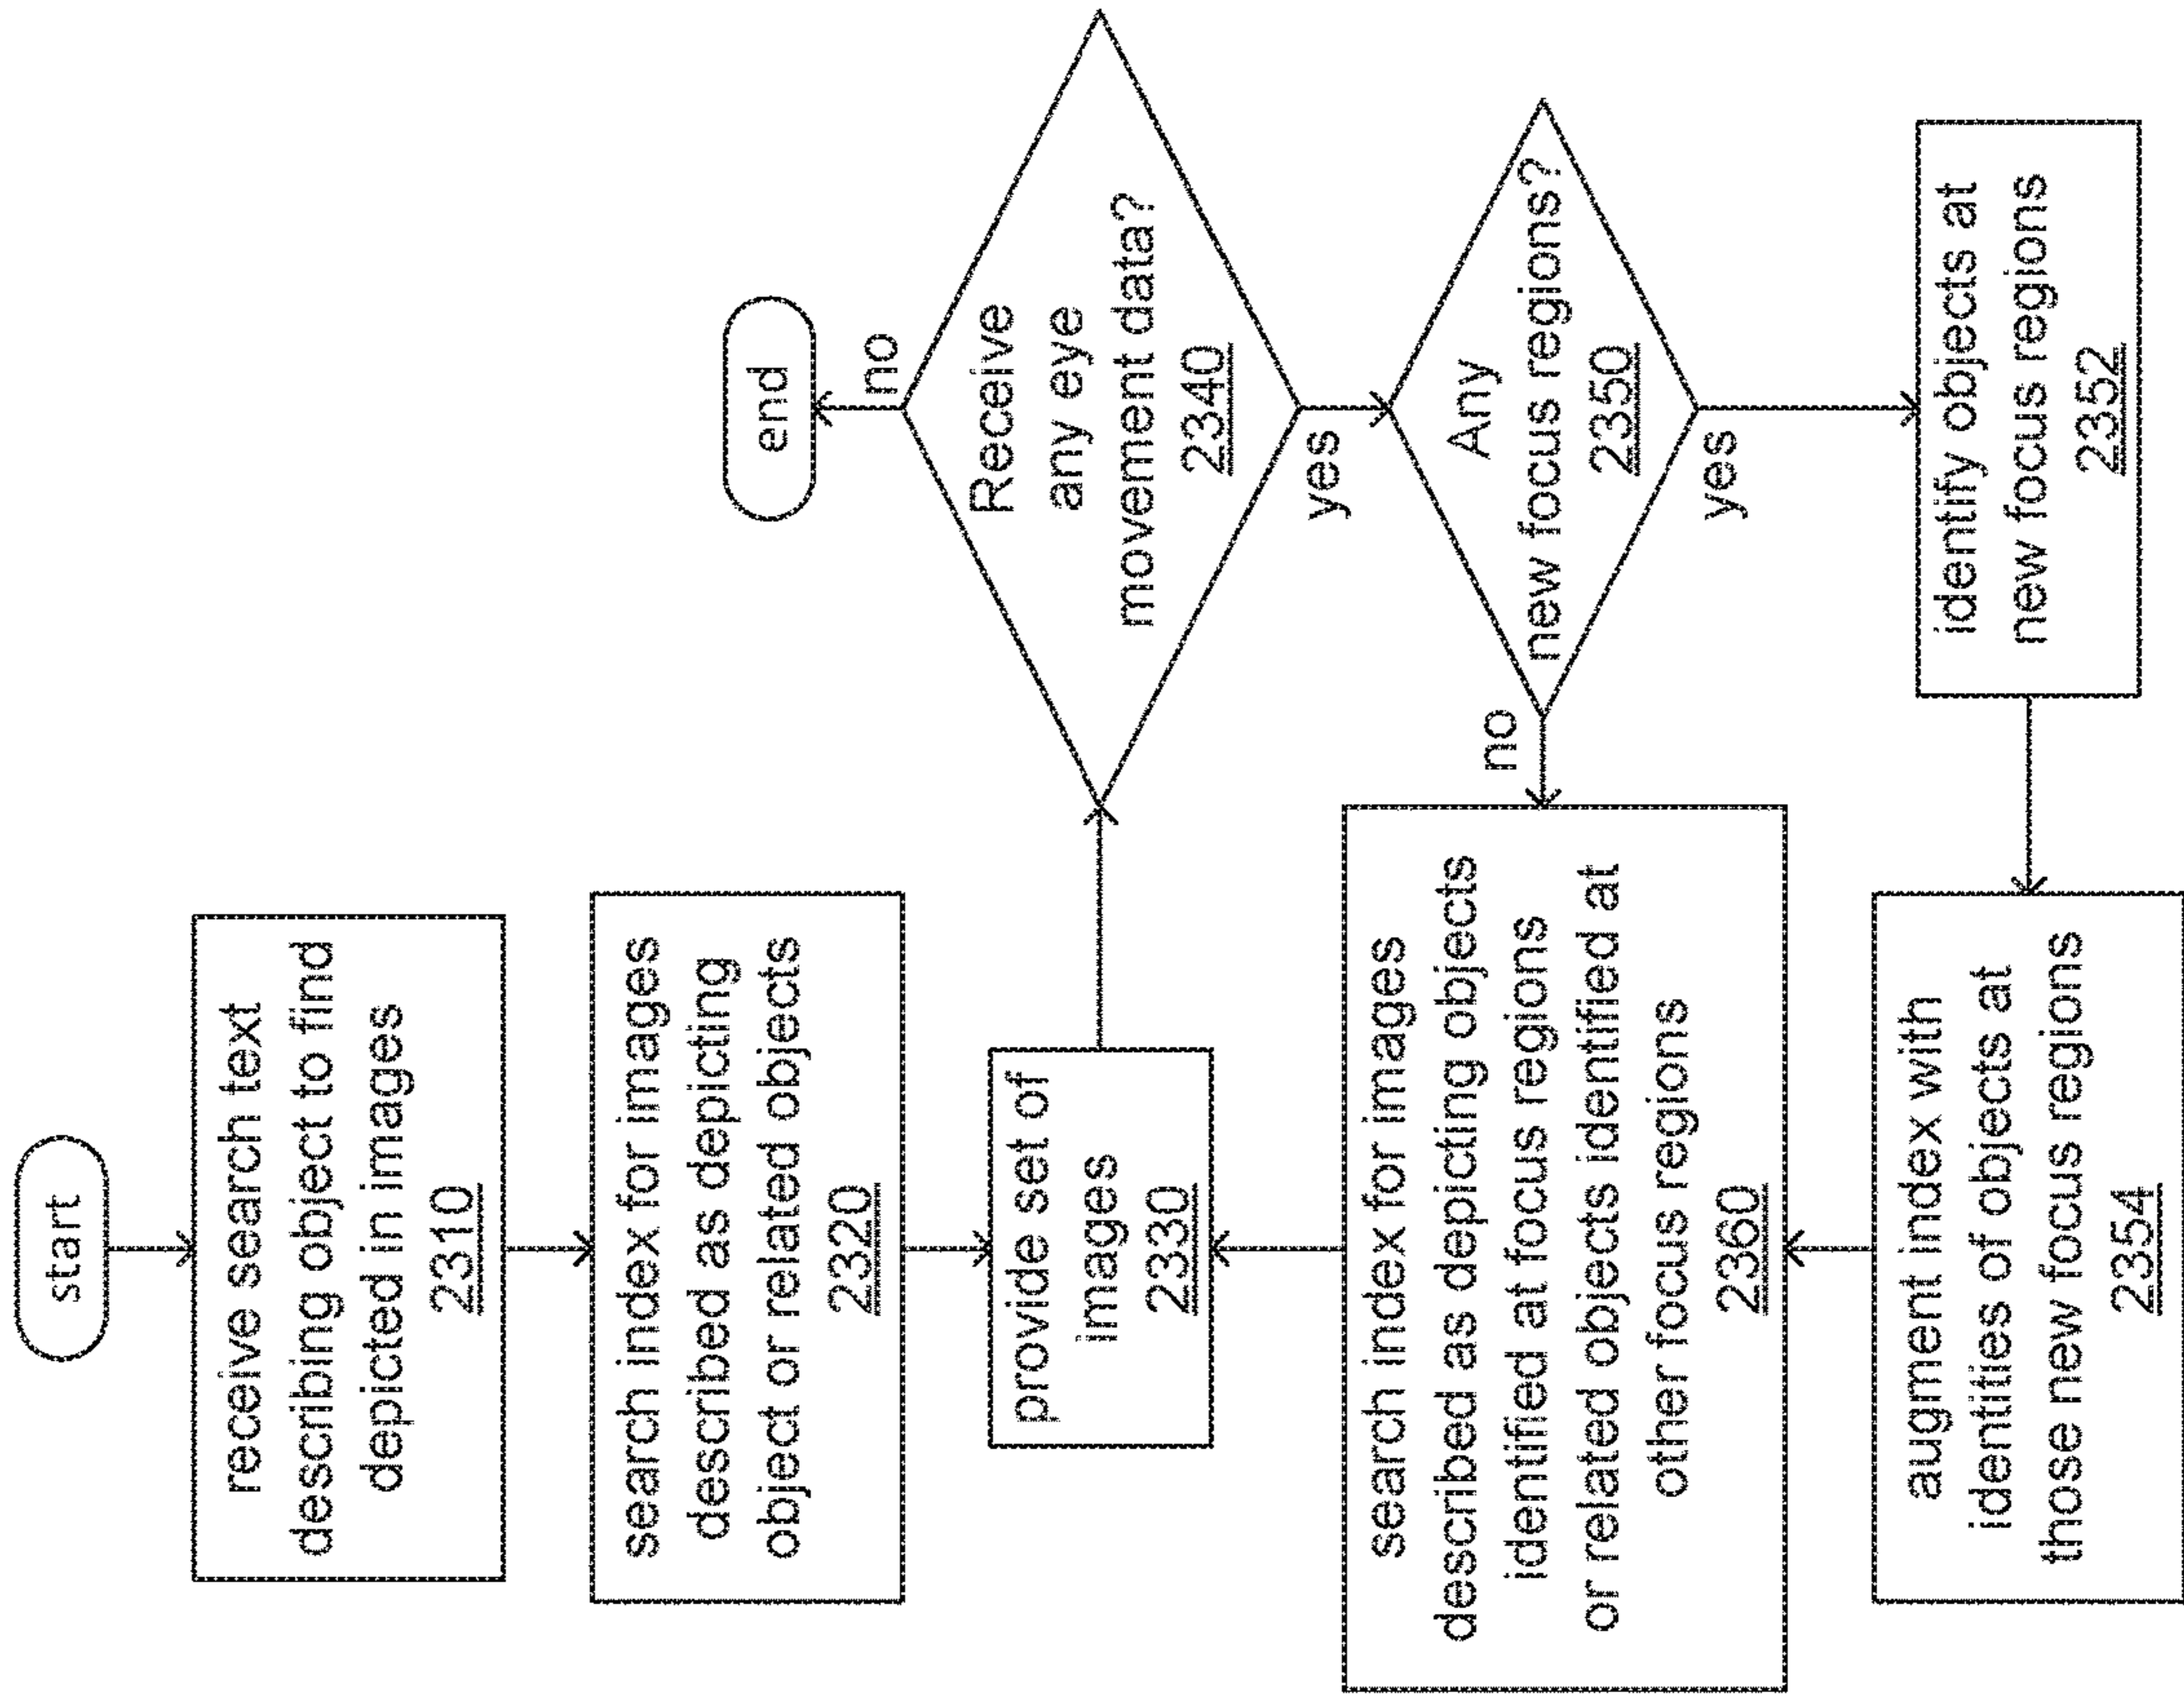 start
receive search text
describing object to find
depicted in images
2310
search index for images
described as depicting
object or related objects
2320
provide set of
images
2330
end
no
Receive
any eye
movement data?
2340
yes
Any
new focus regions?
2350
no
yes
identify objects at
new focus regions
2352
augment index with
identities of objects at
those new focus regions
2354
search index for images
described as depicting objects
identified at focus regions
or related objects identified at
other focus regions
2360